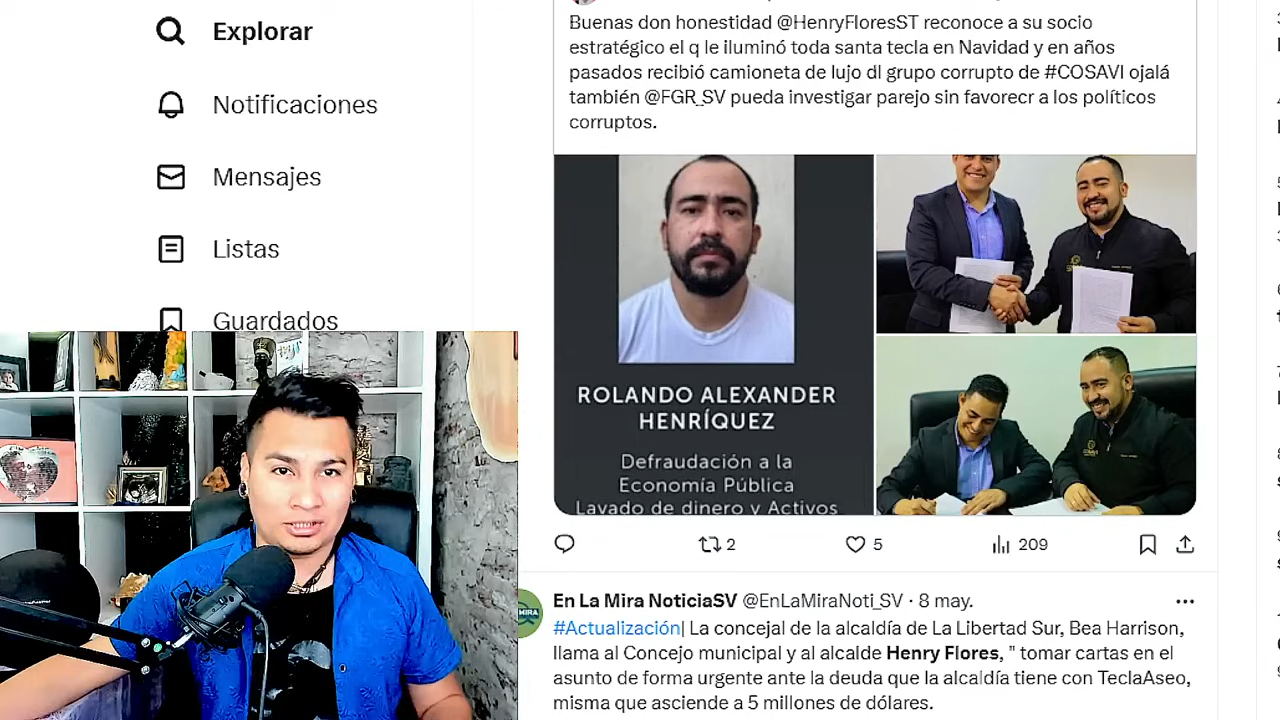 Explorar
Notificaciones
Mensajes
Listas
Guardados
Buenas don honestidad @HenryFloresST reconoce a su socio
estratégico el q le iluminó toda santa tecla en Navidad y en años
pasados recibió camioneta de lujo dl grupo corrupto de #COSAVI ojalá
también @FGR_SV pueda investigar parejo sin favorecr a los políticos
corruptos.
ROLANDO ALEXANDER
HENRÍQUEZ
Defraudación a la
Economía Pública
Lavado de dinero y Activos
2
5
209
MIRA
En La Mira NoticiaSV @EnLaMiraNoti_SV · 8 may.
#Actualización| La concejal de la alcaldía de La Libertad Sur, Bea Harrison,
llana al Concejo municipal y al alcalde Henry Flores, " tomar cartas en el
asunto de forma urgente ante la deuda que la alcaldía tiene con TeclaAseo,
misma que asciende a 5 millones de dólares.